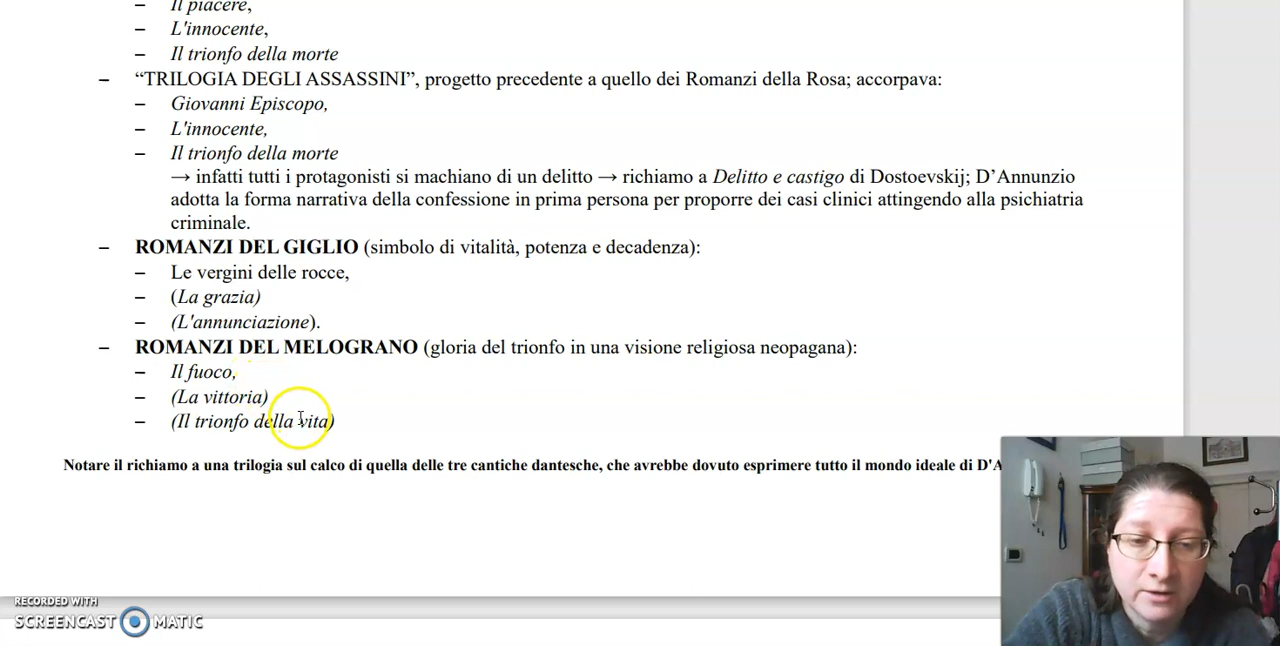 – Il piacere,
– L'innocente,
– Il trionfo della morte
– “TRILOGIA DEGLI ASSASSINI”, progetto precedente a quello dei Romanzi della Rosa; accorpava:
– Giovanni Episcopo,
– L'innocente,
– Il trionfo della morte
→ infatti tutti i protagonisti si machiano di un delitto → richiamo a Delitto e castigo di Dostoevskij; D’Annunzio
adotta la forma narrativa della confessione in prima persona per proporre dei casi clinici attingendo alla psichiatria
criminale.
– ROMANZI DEL GIGLIO (simbolo di vitalità, potenza e decadenza):
– Le vergini delle rocce,
– (La grazia)
– (L'annunciazione).
– ROMANZI DEL MELOGRANO (gloria del trionfo in una visione religiosa neopagana):
– Il fuoco,
– (La vittoria)
– (Il trionfo della vita)
Notare il richiamo a una trilogia sul calco di quella delle tre cantiche dantesche, che avrebbe dovuto esprimere tutto il mondo ideale di D'A
RECORDED WITH
SCREENCAST MATIC